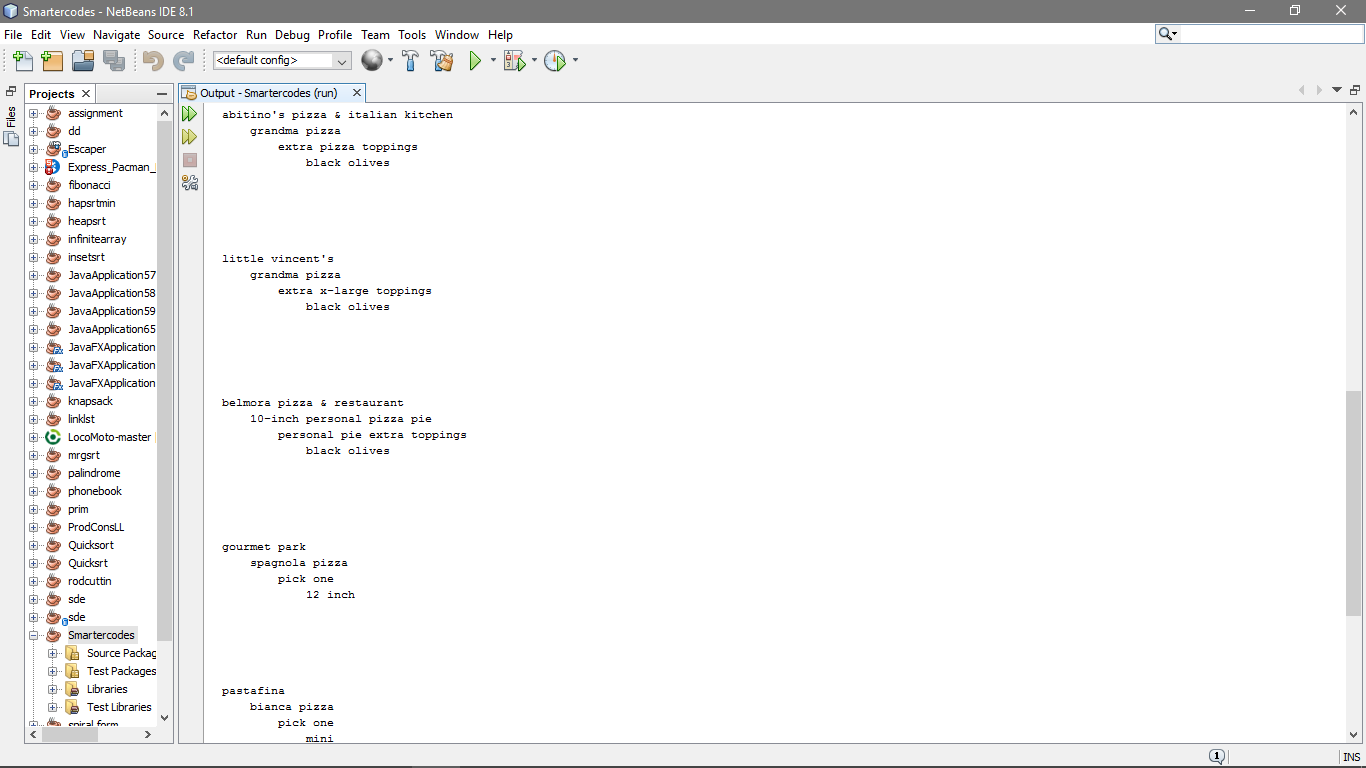 Smartercodes - NetBeans IDE 8.1
File Edit View Navigate Source Refactor Run Debug Profile Team Tools Window Help
<default config>
Files
Projects
assignment
dd
Escaper
Express_Pacman_
fibonacci
hapsrtmin
heapsrt
infinitearray
insetsrt
JavaApplication57
JavaApplication58
JavaApplication59
JavaApplication65
JavaFXApplication
JavaFXApplication
JavaFXApplication
knapsack
linklst
LocoMoto-master
mrgsrt
palindrome
phonebook
prim
ProdConsLL
Quicksort
Quicksrt
rodcuttin
sde
sde
Smartercodes
Source Packag
Test Packages
Libraries
Test Libraries
spiral form
Output - Smartercodes (run)
abitino's pizza & italian kitchen
grandma pizza
extra pizza toppings
black olives
little vincent's
grandma pizza
extra x-large toppings
black olives
belmora pizza & restaurant
10-inch personal pizza pie
personal pie extra toppings
black olives
gourmet park
spagnola pizza
pick one
12 inch
pastafina
bianca pizza
pick one
mini
1
INS